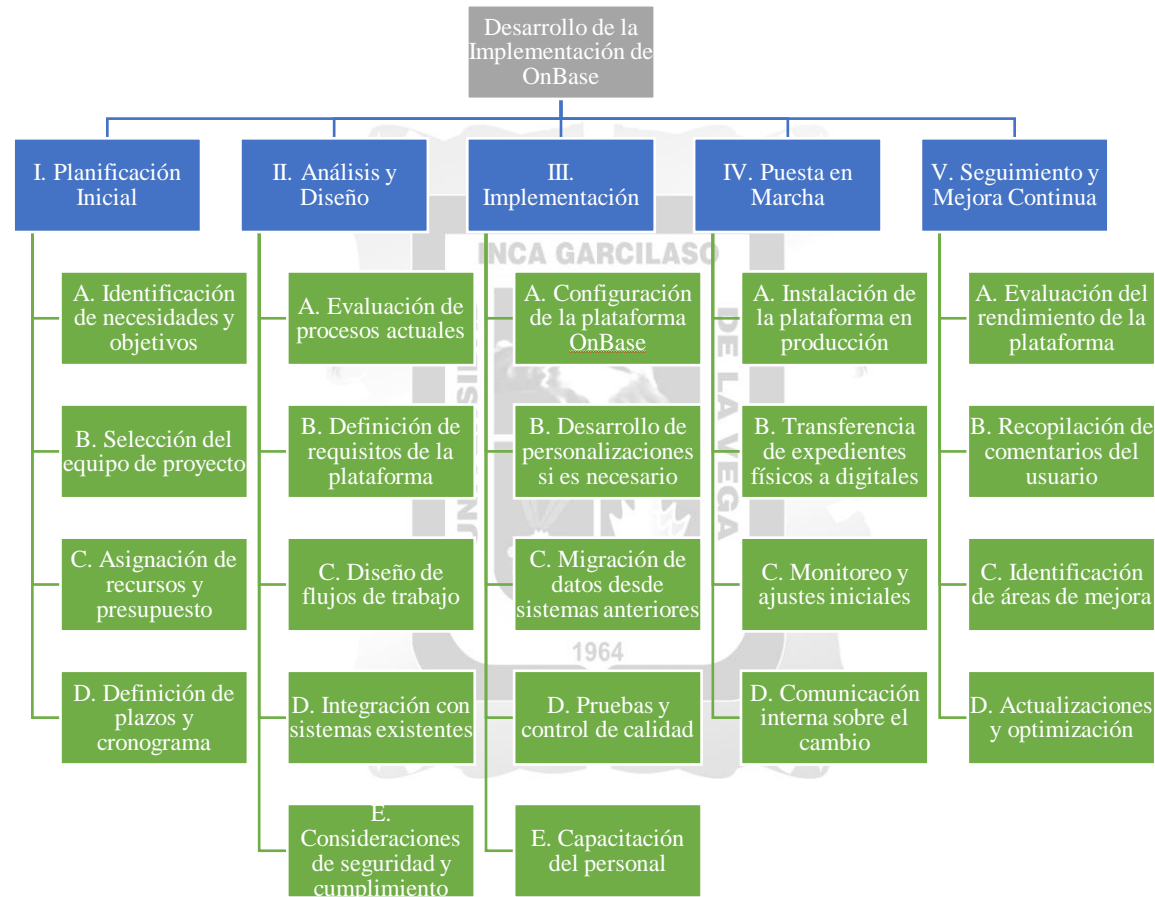 Desarrollo de la
Implementación de
OnBase
I. Planificación
Inicial
II. Análisis y
Diseño
III.
Implementación
IV. Puesta en
Marcha
V. Seguimiento y
Mejora Continua
INCA GARCILASO
A. Identificación
de necesidades y
objetivos
B. Selección del
equipo de proyecto
C. Asignación de
recursos y
presupuesto
D. Definición de
plazos y
cronograma
A. Evaluación de
procesos actuales
B. Definición de
requisitos de la
plataforma
C. Diseño de
flujos de trabajo
D. Integración con
sistemas existentes
E.
Consideraciones
de seguridad y
cumplimiento
A. Configuración
de la plataforma
OnBase
B. Desarrollo de
personalizaciones
si es necesario
C. Migración de
datos desde
sistemas anteriores
D. Pruebas y
control de calidad
E. Capacitación
del personal
A. Instalación de
la plataforma en
producción
B. Transferencia
de expedientes
físicos a digitales
C. Monitoreo y
ajustes iniciales
D. Comunicación
interna sobre el
cambio
A. Evaluación del
rendimiento de la
plataforma
B. Recopilación de
comentarios del
usuario
C. Identificación
de áreas de mejora
D. Actualizaciones
y optimización
DE LA VEGA
1964